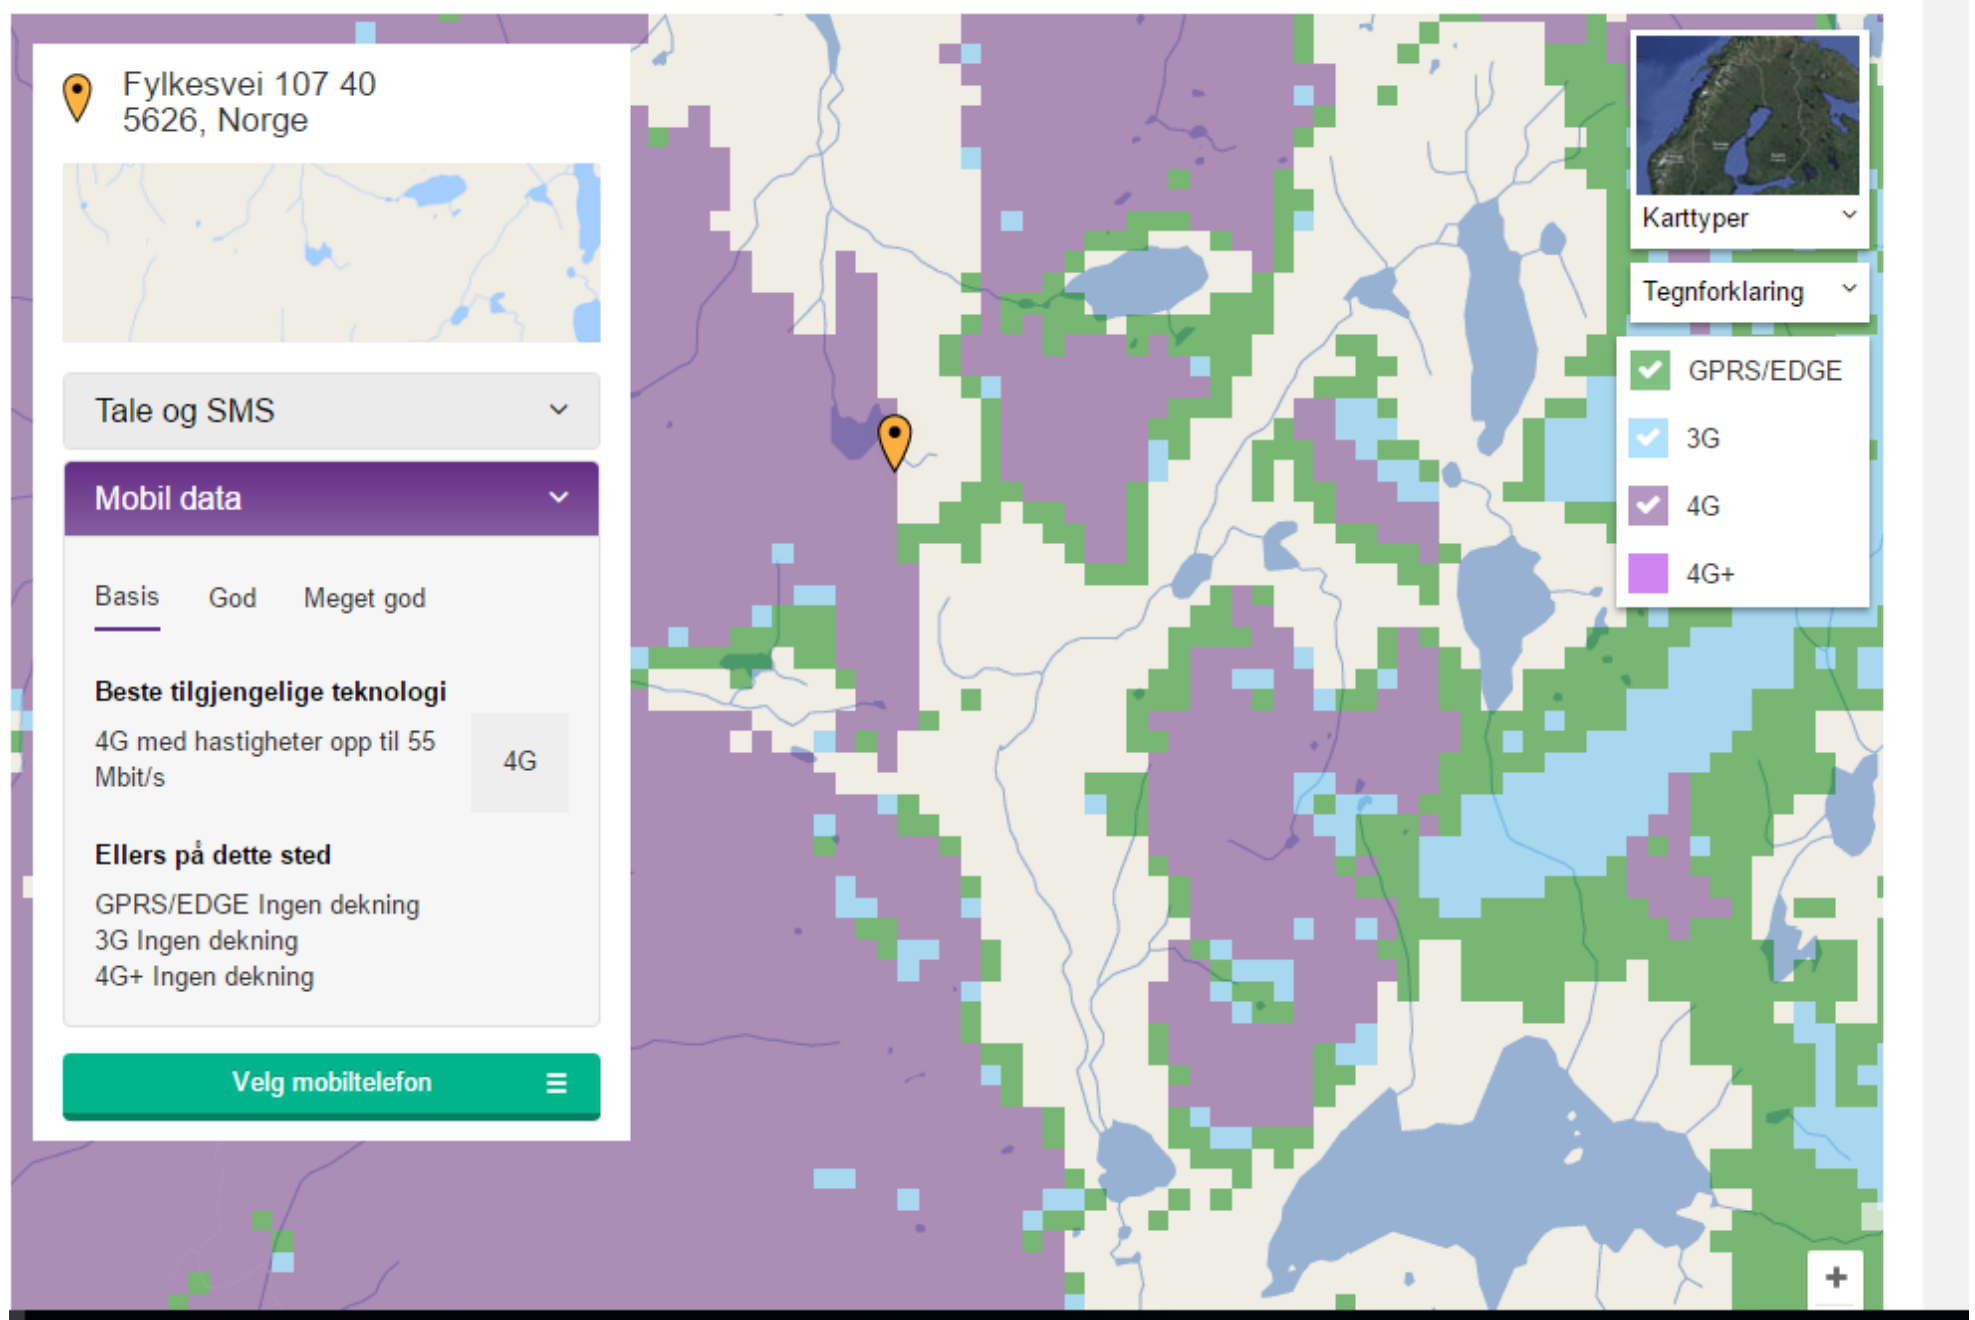 Fylkesvei 107 40
5626, Norge
Tale og SMS
Mobil data
Basis
God
Meget god
Beste tilgjengelige teknologi
4G med hastigheter opp til 55
Mbit/s
4G
Ellers på dette sted
GPRS/EDGE Ingen dekning
3G Ingen dekning
4G+ Ingen dekning
Velg mobiltelefon
Karttyper
Tegnforklaring
GPRS/EDGE
3G
4G
4G+
+